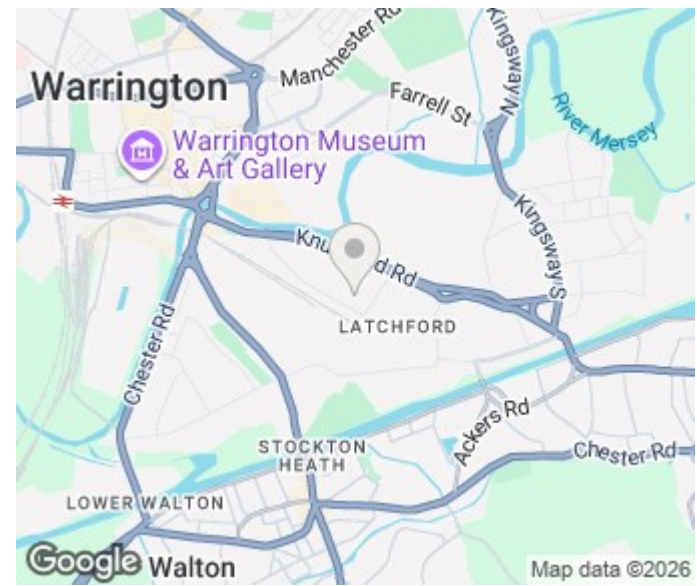 Warrington
Manchester Rd
Kingsway N
Farrell St
River Mersey
Warrington Museum
& Art Gallery
Kingsway S
d Rd
LATCHFORD
Chester Rd
Ackers Rd
STOCKTON
HEATH
Chester Rd
LOWER WALTON
Google
Walton
Map data ©2026